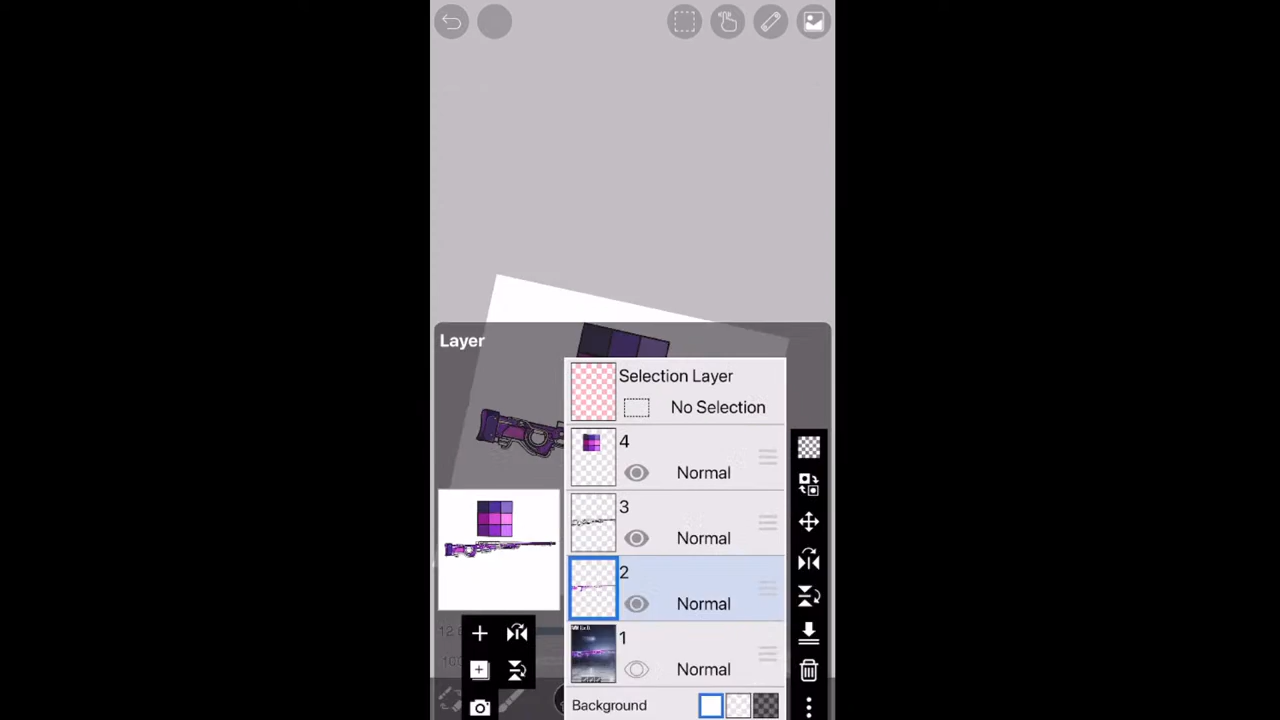 Layer
Selection Layer
No Selection
4
Normal
3
Normal
2
Normal
1
Normal
Background